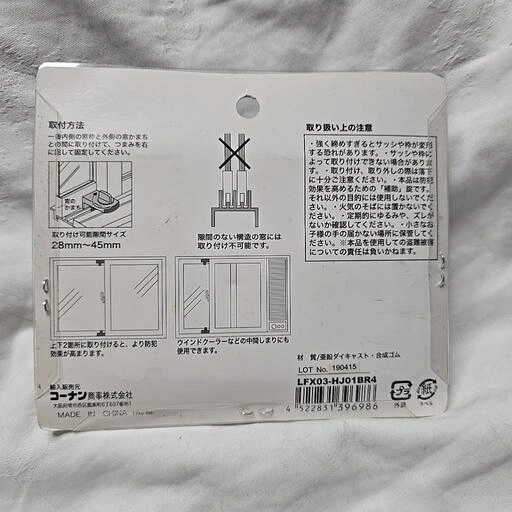 取付方法
一番内側の窓枠と外側の窓かまち
との間に取り付けて、つまみを右
に回して固定してください。
窓の
かまち
取り付け可能隙間サイズ
28mm〜45mm
隙間のない構造の窓には
取り付け不可能です。
上下2箇所に取り付けると、より防犯
効果が高まります。
ウインドクーラーなどの中間しまりにも
使用できます。
取り扱い上の注意
・強く締めすぎるとサッシや枠が変形
する恐れがあります。・サッシや枠に
よって取り付けできない場合がありま
す。・取り付け、取り外しの際は落下
に十分ご注意ください。・本品は防犯
効果を高めるための「補助」錠です。
それ以外の目的には使用しないでくだ
さい。・火気のそばには置かないでく
ださい。・定期的にゆるみや、ズレが
ないか確認してください。・小さなお
子様の手の届かない場所に保管してく
ださい。※本品を使用しての盗難被害
についての責任は負いかねます。
材 質/亜鉛ダイキャスト・合成ゴム
LOT No. 190415
LFX03-HJ01BR4
4 522831 396986
プラ
外装
紙
ラベル
輸入販売元
コーナン商事株式会社
MADE IN CHINA